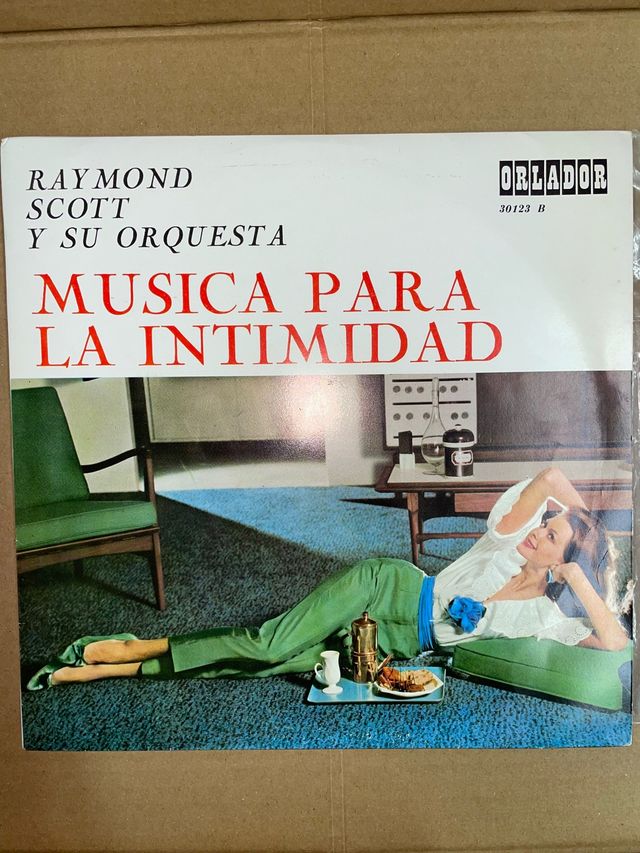 RAYMOND
SCOTT
Y SU ORQUESTA
ORLADOR
30123 B
MUSICA PARA
LA INTIMIDAD